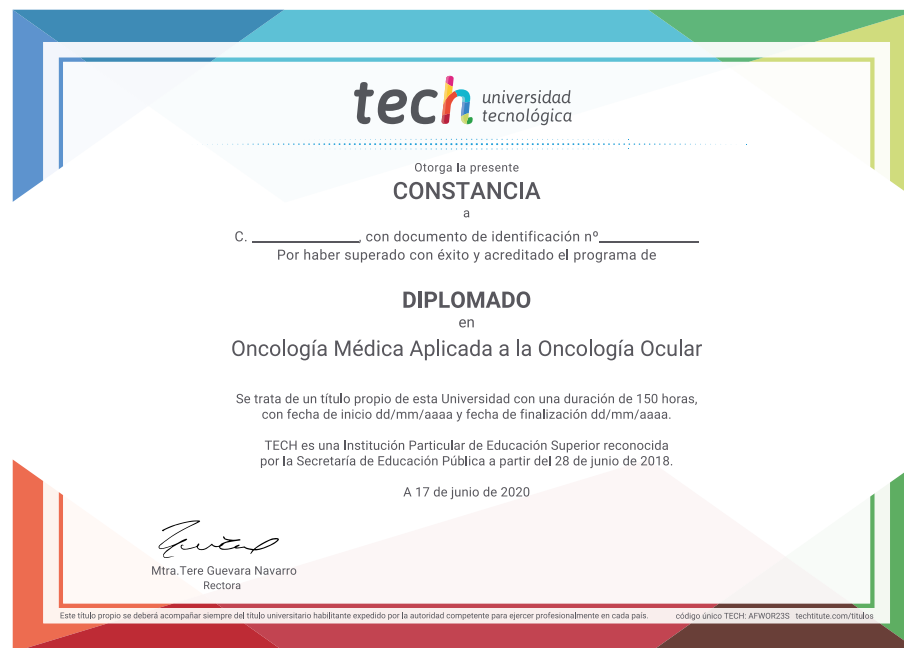 tech universidad
tecnológica
Otorga la presente
CONSTANCIA
a
C. ____________, con documento de identificación nº___________
Por haber superado con éxito y acreditado el programa de
DIPLOMADO
en
Oncología Médica Aplicada a la Oncología Ocular
Se trata de un título propio de esta Universidad con una duración de 150 horas,
con fecha de inicio dd/mm/aaaa y fecha de finalización dd/mm/aaaa.
TECH es una Institución Particular de Educación Superior reconocida
por la Secretaría de Educación Pública a partir del 28 de junio de 2018.
A 17 de junio de 2020
Mtra.Tere Guevara Navarro
Rectora
Este título propio se deberá acompañar siempre del título universitario habilitante expedido por la autoridad competente para ejercer profesionalmente en cada país. código único TECH: AFWOR23S techtitute.com/titulos